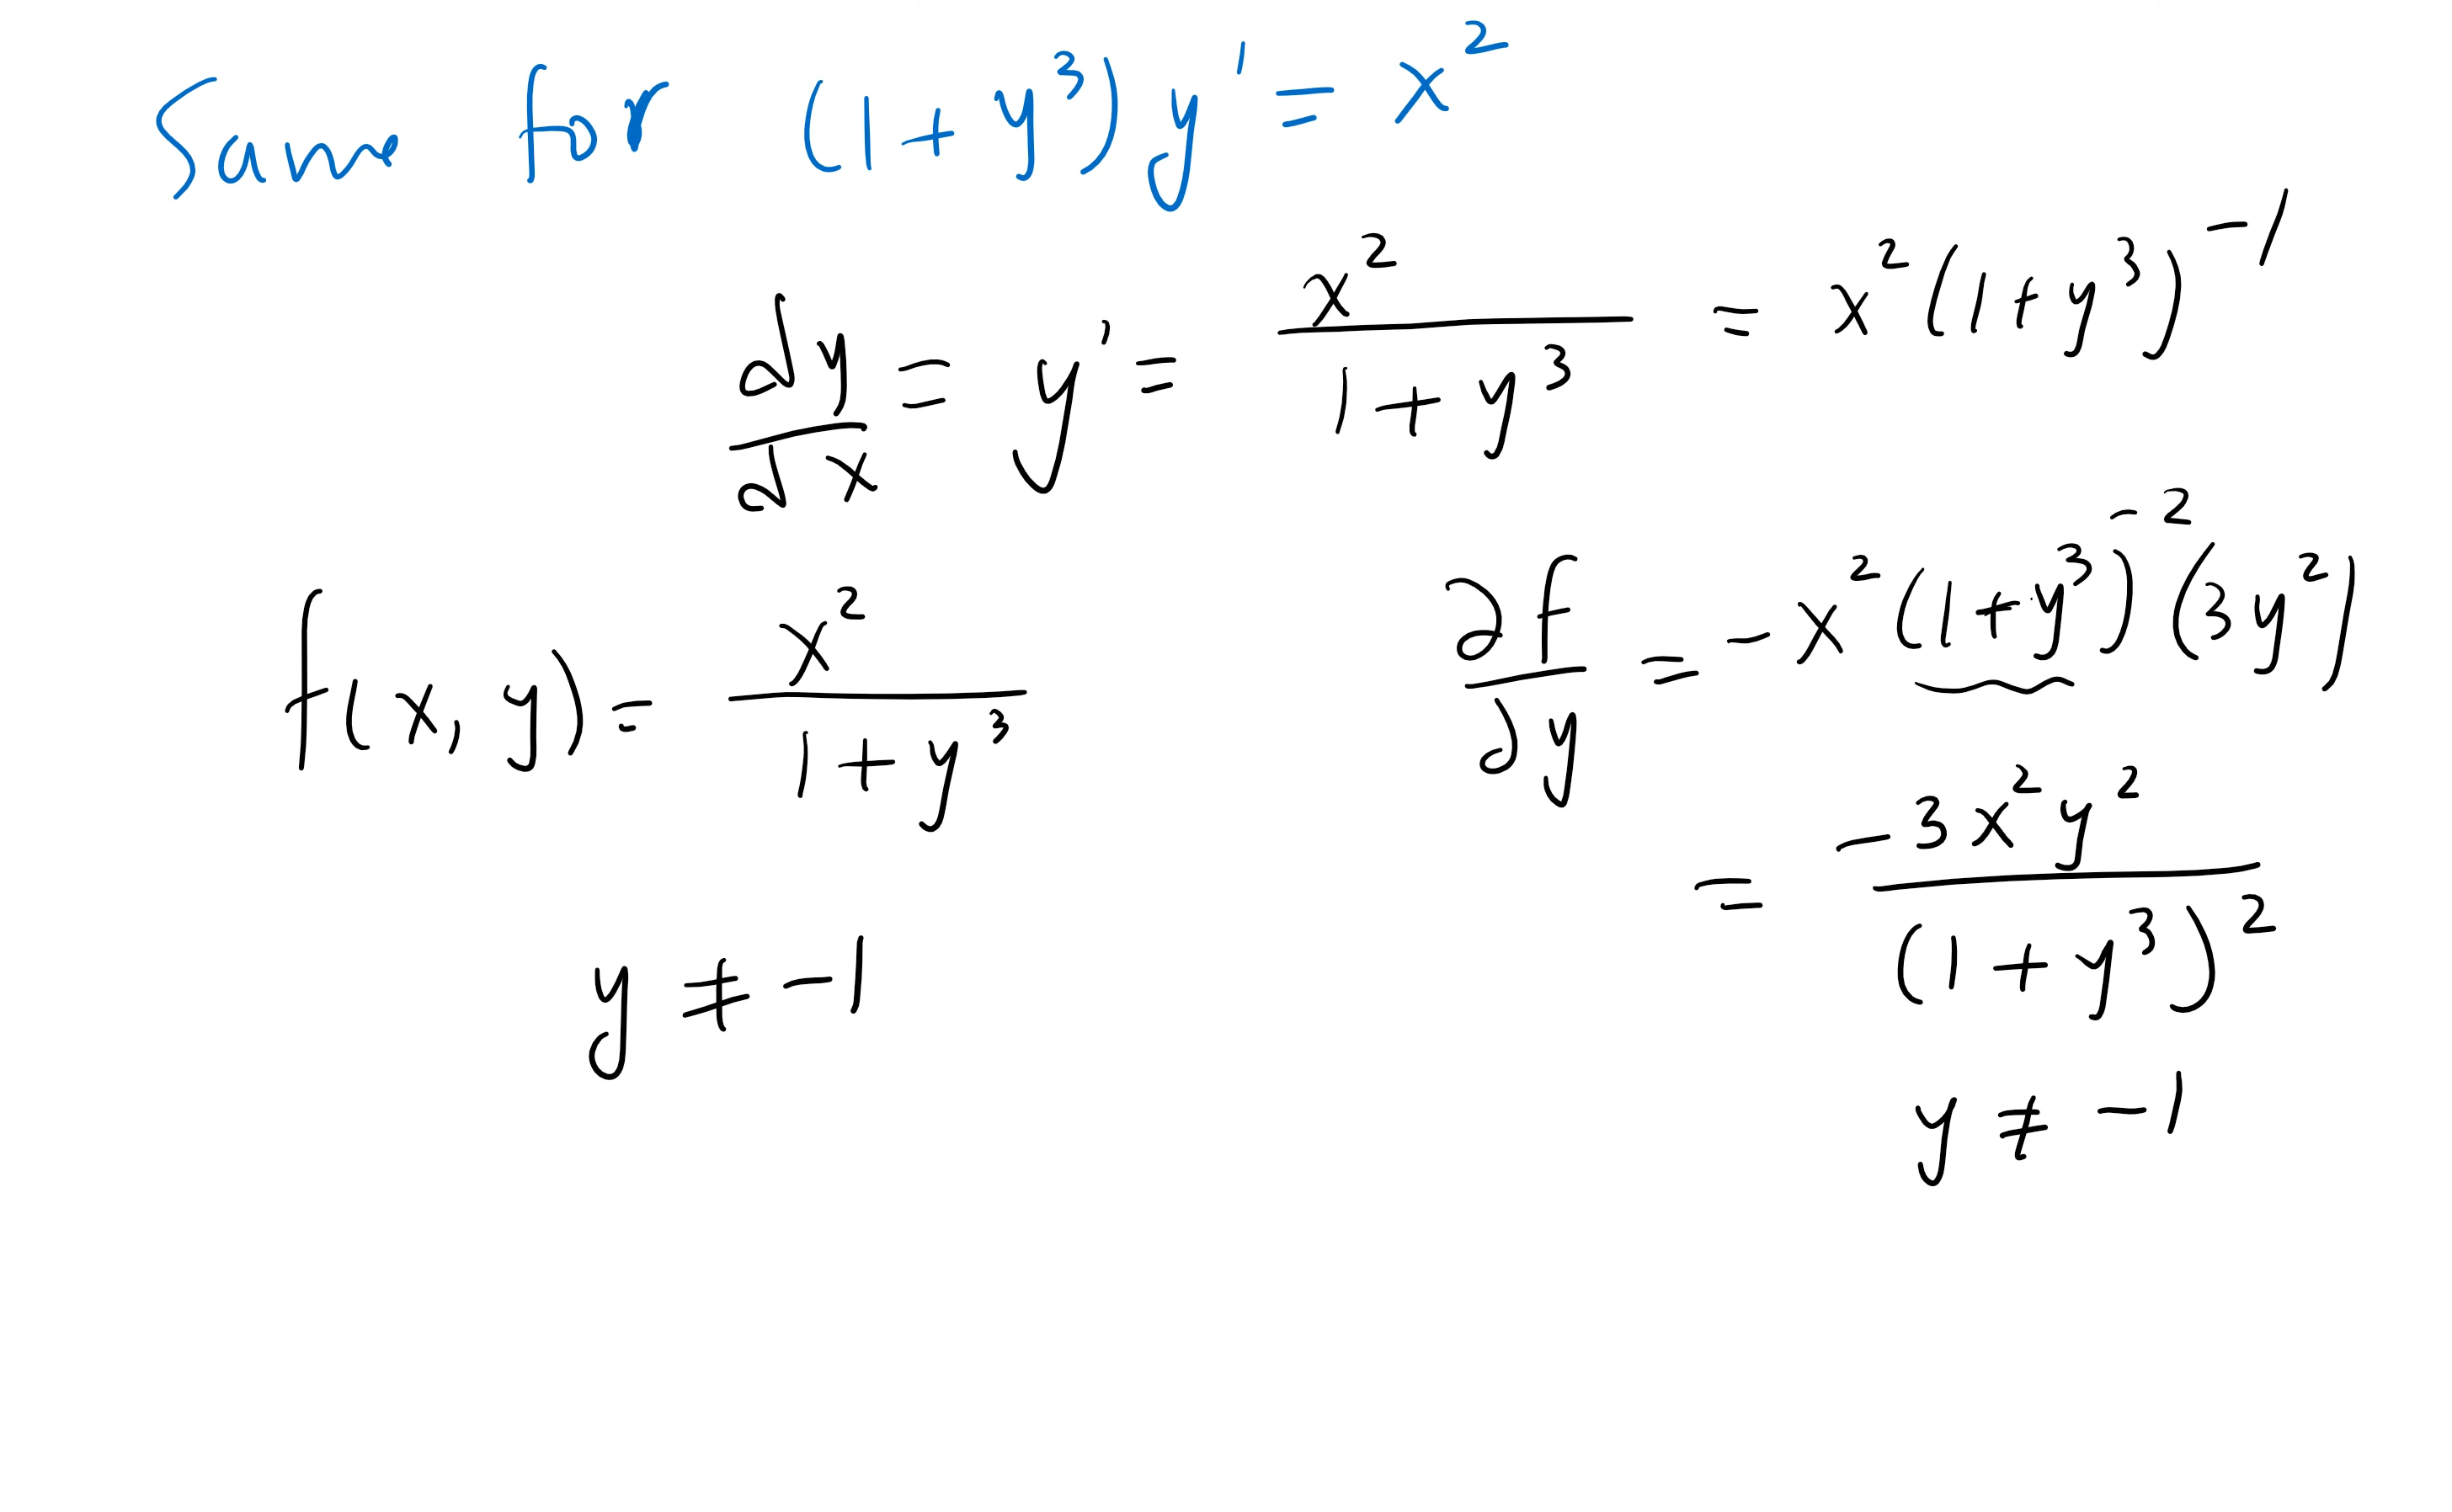 Same for (1 + y³) y' = x²
dy/dx = y' = x²/(1 + y³) = x²(1 + y³)⁻¹
f(x, y) = x²/(1 + y³)
∂f/∂y = -x²(1 + y³)⁻²(3y²)
= -3x²y²/(1 + y³)²
y ≠ -1
y ≠ -1